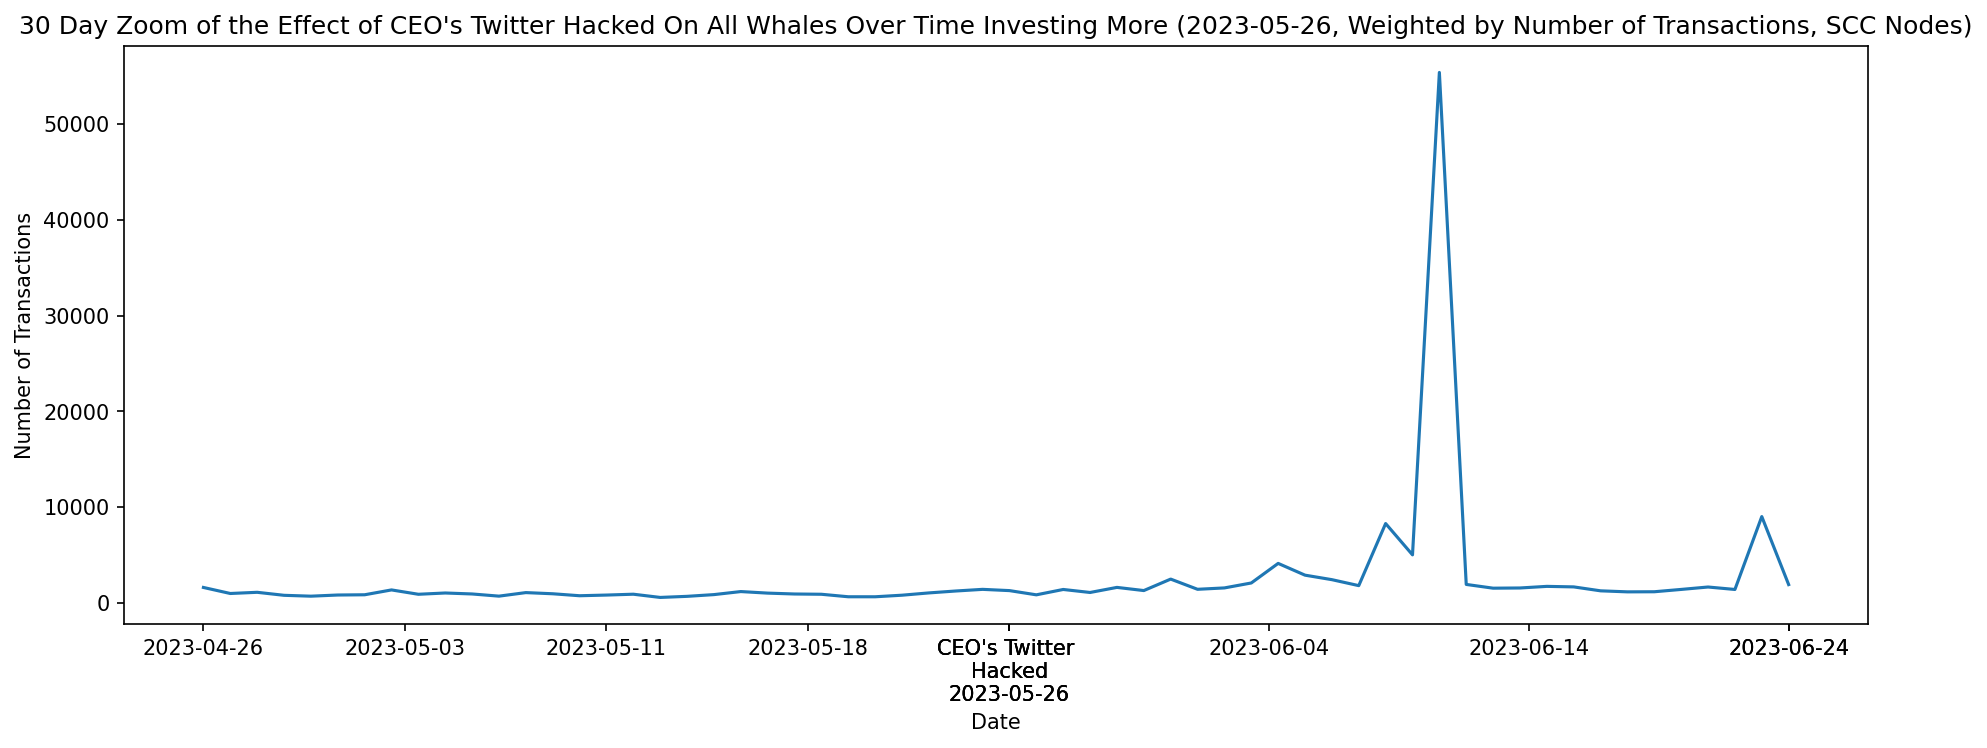 30 Day Zoom of the Effect of CEO's Twitter Hacked On All Whales Over Time Investing More (2023-05-26, Weighted by Number of Transactions, SCC Nodes)
Number of Transactions
50000
40000
30000
20000
10000
0
2023-04-26
2023-05-03
2023-05-11
2023-05-18
CEO's Twitter
Hacked
2023-05-26
2023-06-04
2023-06-14
2023-06-24
Date